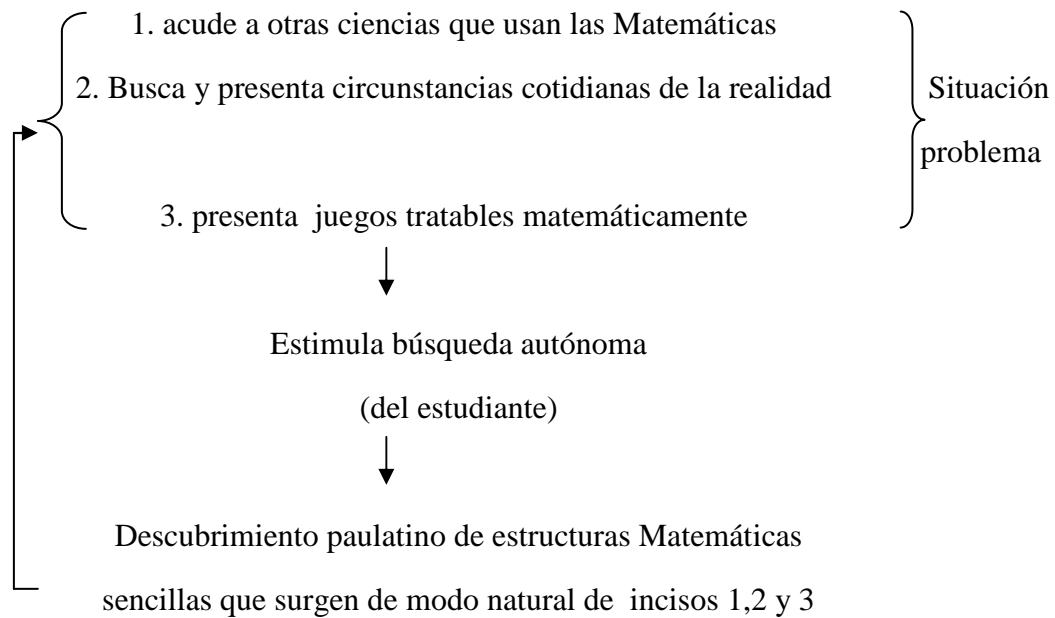 1. acude a otras ciencias que usan las Matemáticas
2. Busca y presenta circunstancias cotidianas de la realidad
Situación
problema
3. presenta juegos tratables matemáticamente
Estimula búsqueda autónoma
(del estudiante)
Descubrimiento paulatino de estructuras Matemáticas
sencillas que surgen de modo natural de incisos 1,2 y 3